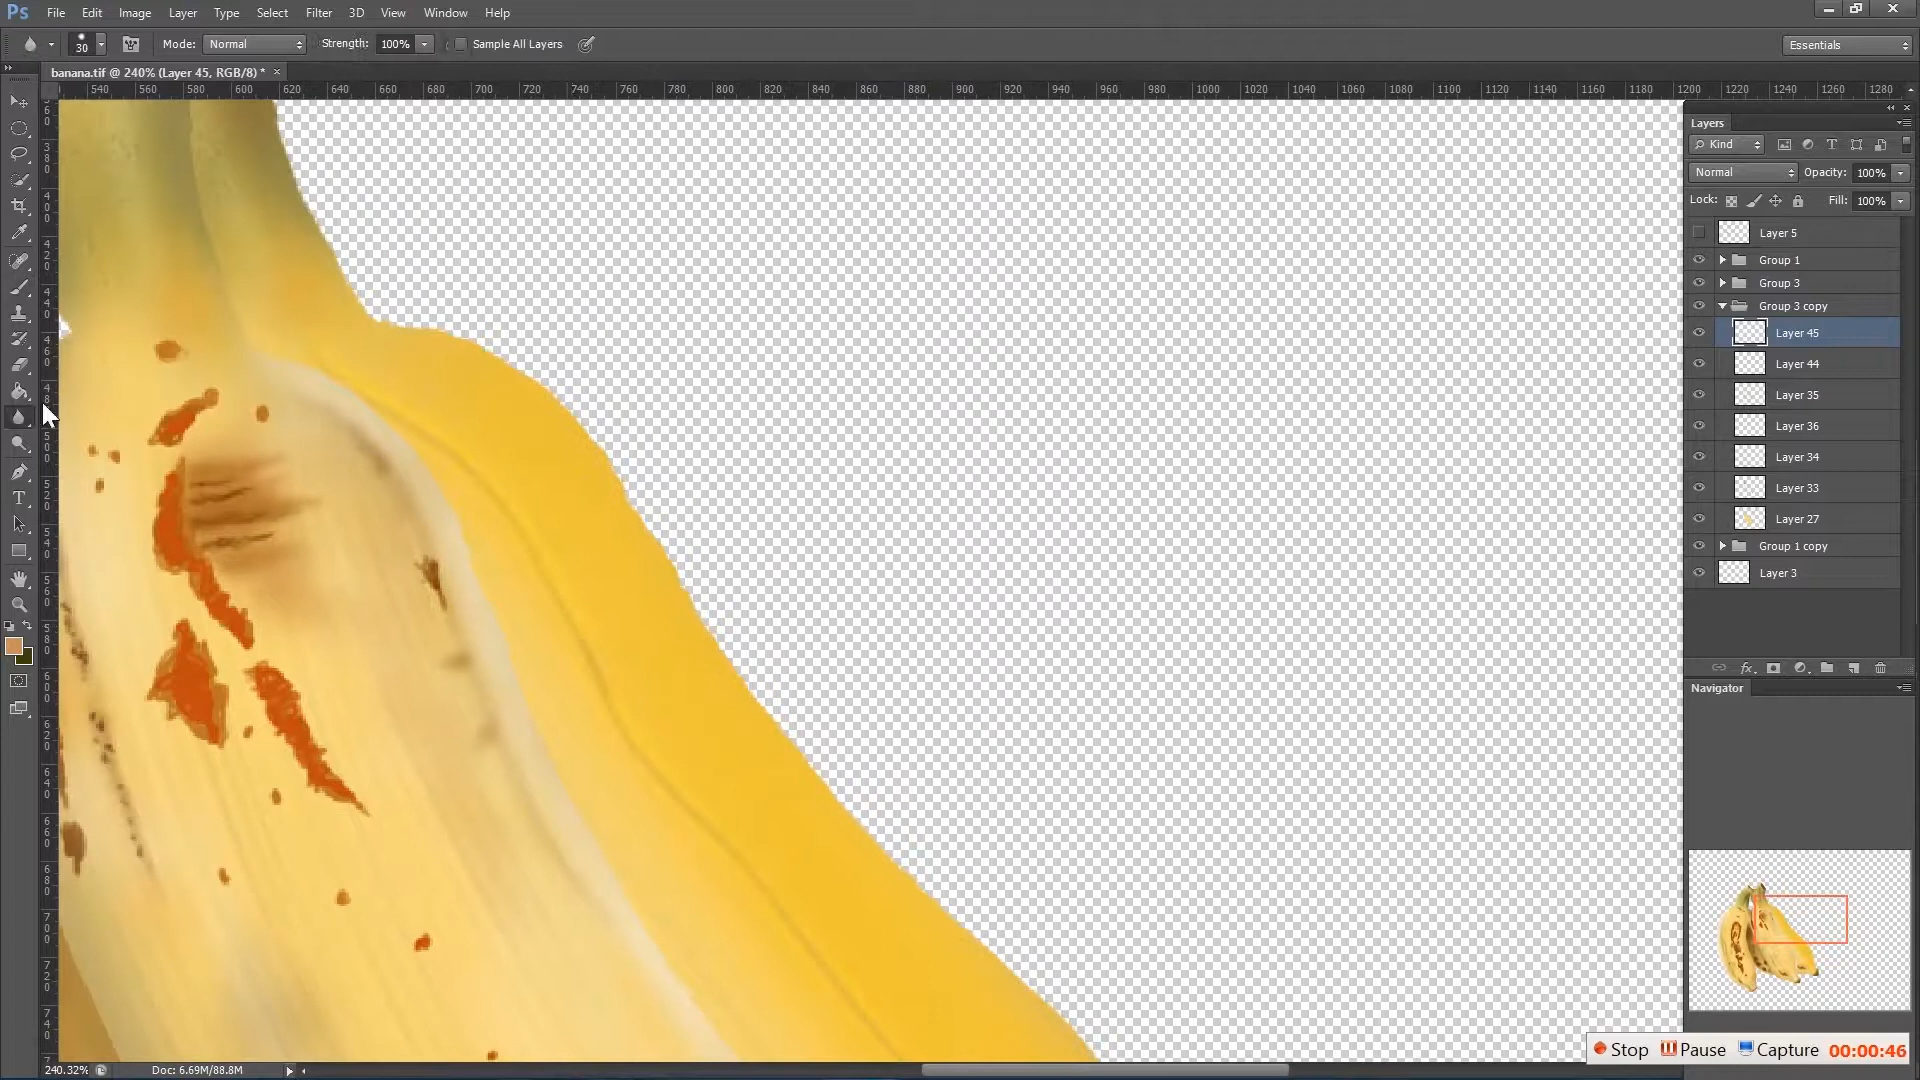 Ps File Edit Image Layer Type Select Filter 3D View Window Help
30 Mode: Normal Strength: 100% Sample All Layers Essentials
banana.tif @ 240% (Layer 45, RGB/8) * ×
540 560 580 600 620 640 660 680 700 720 740 760 780 800 820 840 860 880 900 920 940 960 980 1000 1020 1040 1060 1080 1100 1120 1140 1160 1180 1200 1220 1240 1260 1280
Layers
Kind
Normal Opacity: 100%
Lock: Fill: 100%
Layer 5
Group 1
Group 3
Group 3 copy
Layer 45
Layer 44
Layer 35
Layer 36
Layer 34
Layer 33
Layer 27
Group 1 copy
Layer 3
fx
Navigator
Stop Pause Capture 00:00:46
240.32% Doc: 6.69M/88.8M